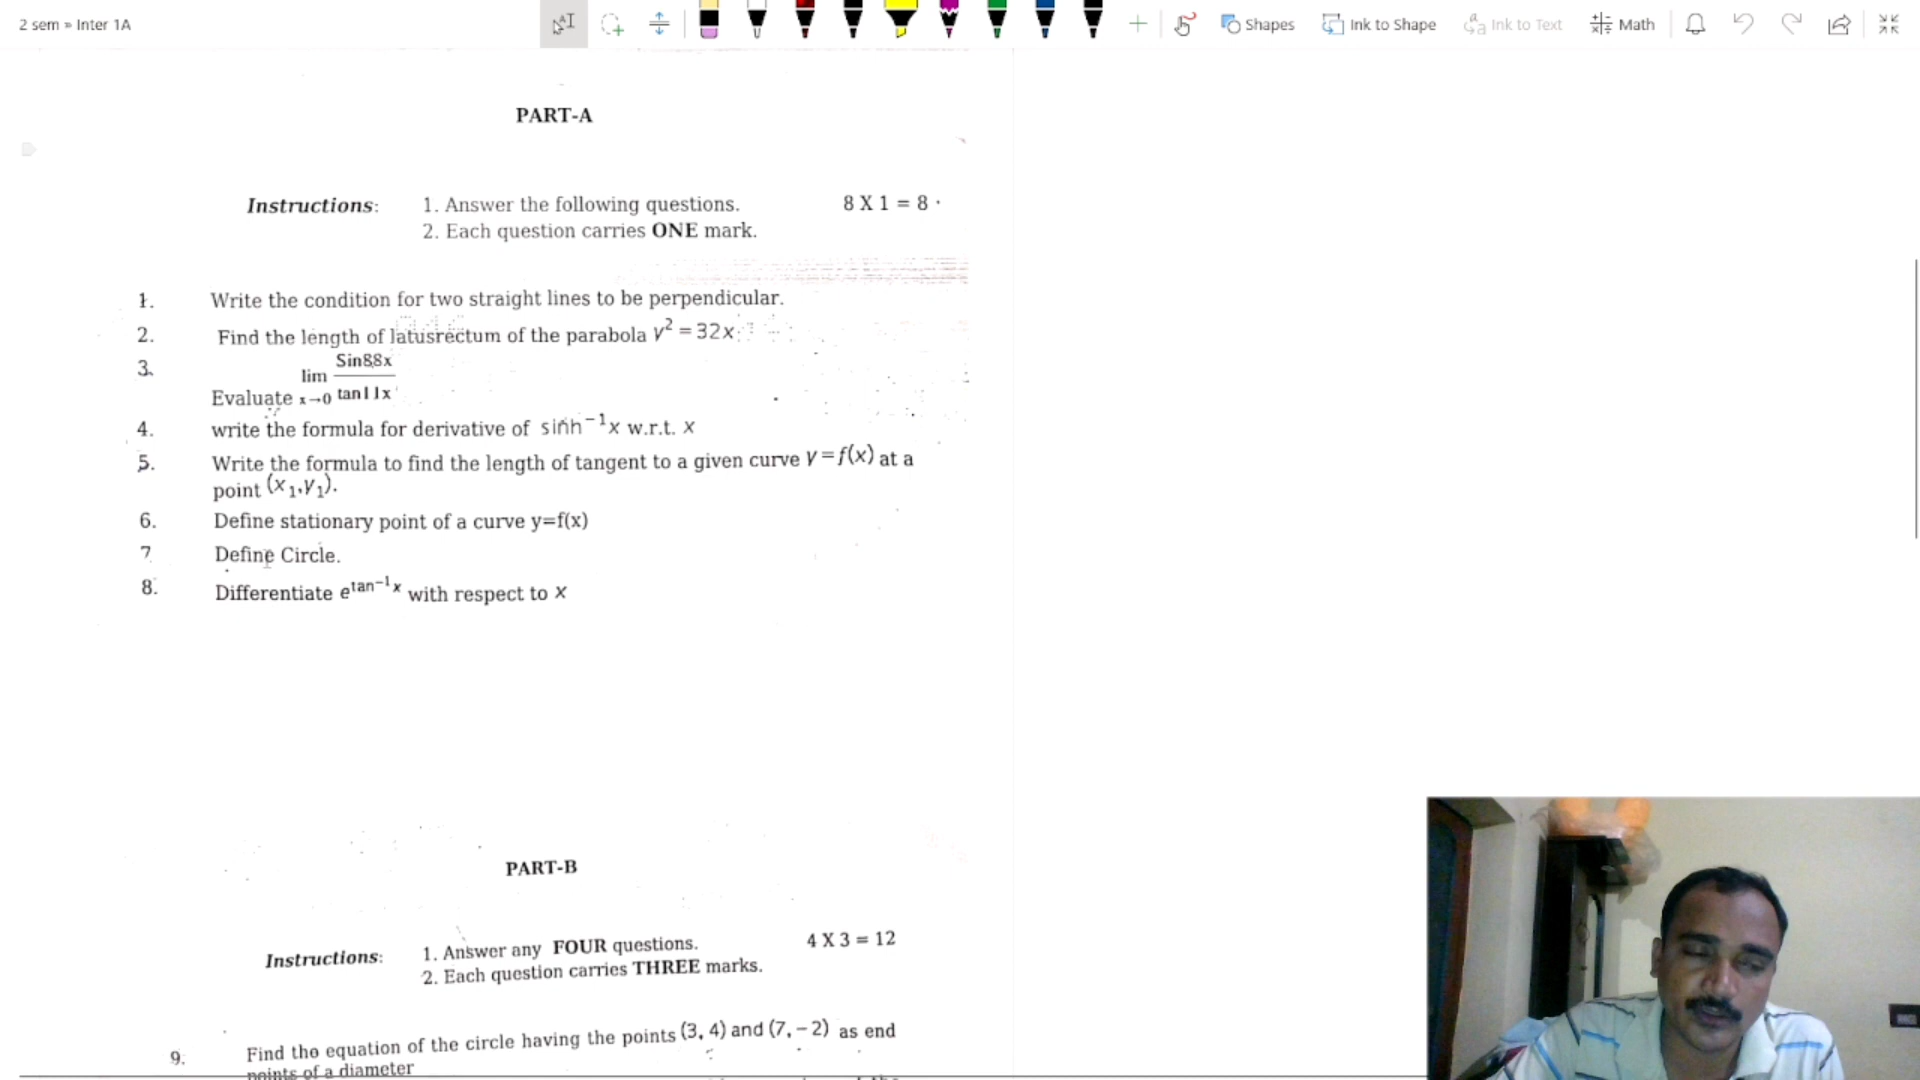 2 sem » Inter 1A
Shapes
Ink to Shape
Ink to Text
Math
PART-A
Instructions: 1. Answer the following questions. 8 X 1 = 8
2. Each question carries ONE mark.
1. Write the condition for two straight lines to be perpendicular.
2. Find the length of latusrectum of the parabola y² = 32x
3. Evaluate lim x→0 Sin88x / tan11x
4. write the formula for derivative of sinh⁻¹x w.r.t. x
5. Write the formula to find the length of tangent to a given curve y = f(x) at a
point (x₁,y₁).
6. Define stationary point of a curve y=f(x)
7 Define Circle.
8. Differentiate e^tan⁻¹x with respect to x
PART-B
Instructions: 1. Answer any FOUR questions. 4 X 3 = 12
2. Each question carries THREE marks.
9. Find the equation of the circle having the points (3, 4) and (7, – 2) as end
points of a diameter